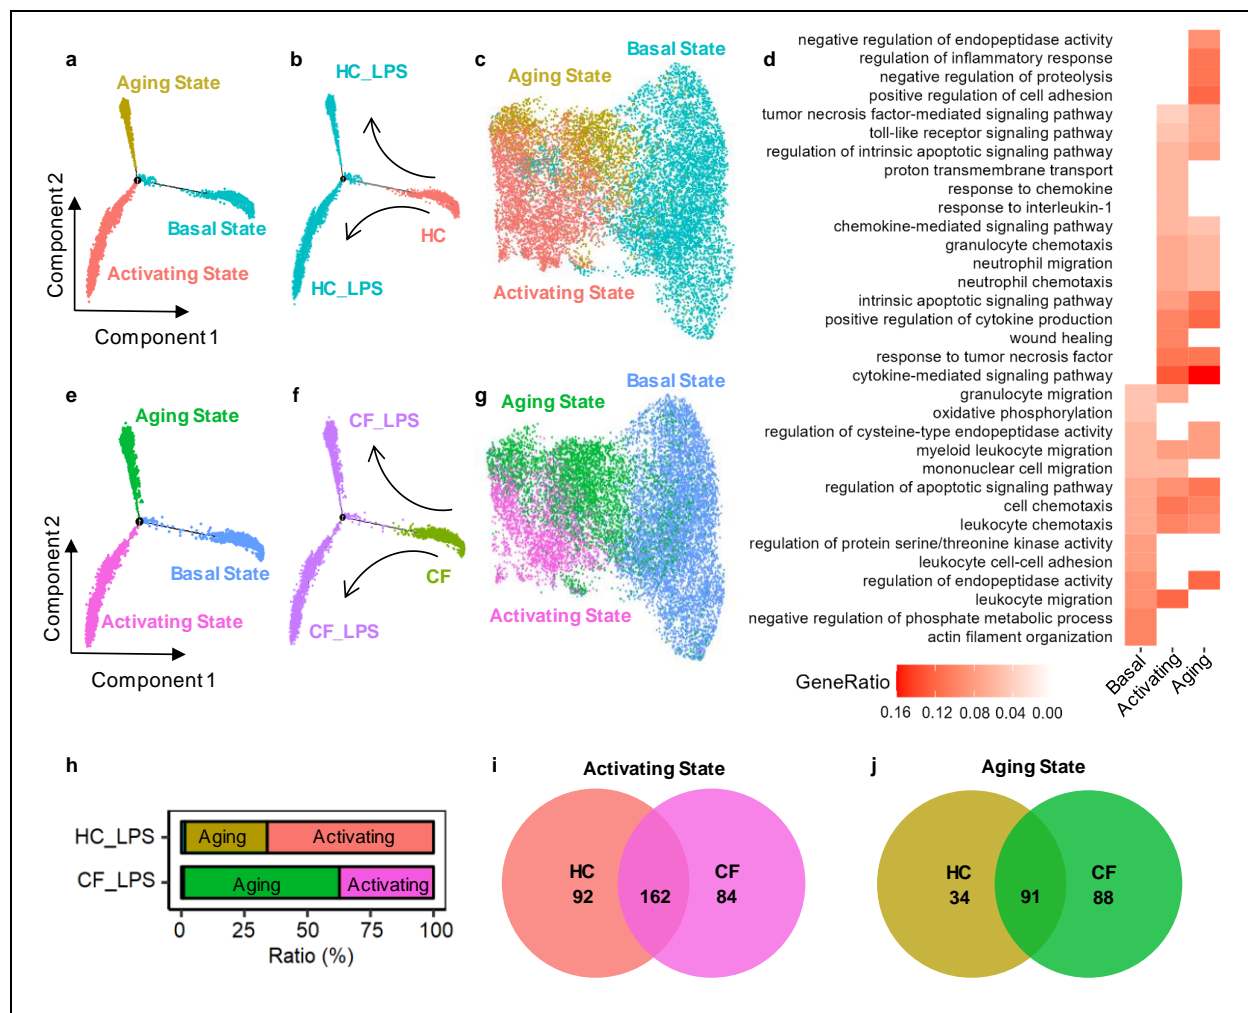 a
Aging State
Basal State
Activating State
Component 2
Component 1
b
HC_LPS
HC
HC_LPS
c
Basal State
Aging State
Activating State
d
negative regulation of endopeptidase activity
regulation of inflammatory response
negative regulation of proteolysis
positive regulation of cell adhesion
tumor necrosis factor-mediated signaling pathway
toll-like receptor signaling pathway
regulation of intrinsic apoptotic signaling pathway
proton transmembrane transport
response to chemokine
response to interleukin-1
chemokine-mediated signaling pathway
granulocyte chemotaxis
neutrophil migration
neutrophil chemotaxis
intrinsic apoptotic signaling pathway
positive regulation of cytokine production
wound healing
response to tumor necrosis factor
cytokine-mediated signaling pathway
granulocyte migration
oxidative phosphorylation
regulation of cysteine-type endopeptidase activity
myeloid leukocyte migration
mononuclear cell migration
regulation of apoptotic signaling pathway
cell chemotaxis
leukocyte chemotaxis
regulation of protein serine/threonine kinase activity
leukocyte cell-cell adhesion
regulation of endopeptidase activity
leukocyte migration
negative regulation of phosphate metabolic process
actin filament organization
Basal
Activating
Aging
GeneRatio
0.16 0.12 0.08 0.04 0.00
e
Aging State
Basal State
Activating State
Component 2
Component 1
f
CF_LPS
CF
CF_LPS
g
Basal State
Aging State
Activating State
h
HC_LPS
Aging
Activating
CF_LPS
Aging
Activating
0 25 50 75 100
Ratio (%)
i
Activating State
HC
92
162
CF
84
j
Aging State
HC
34
91
CF
88